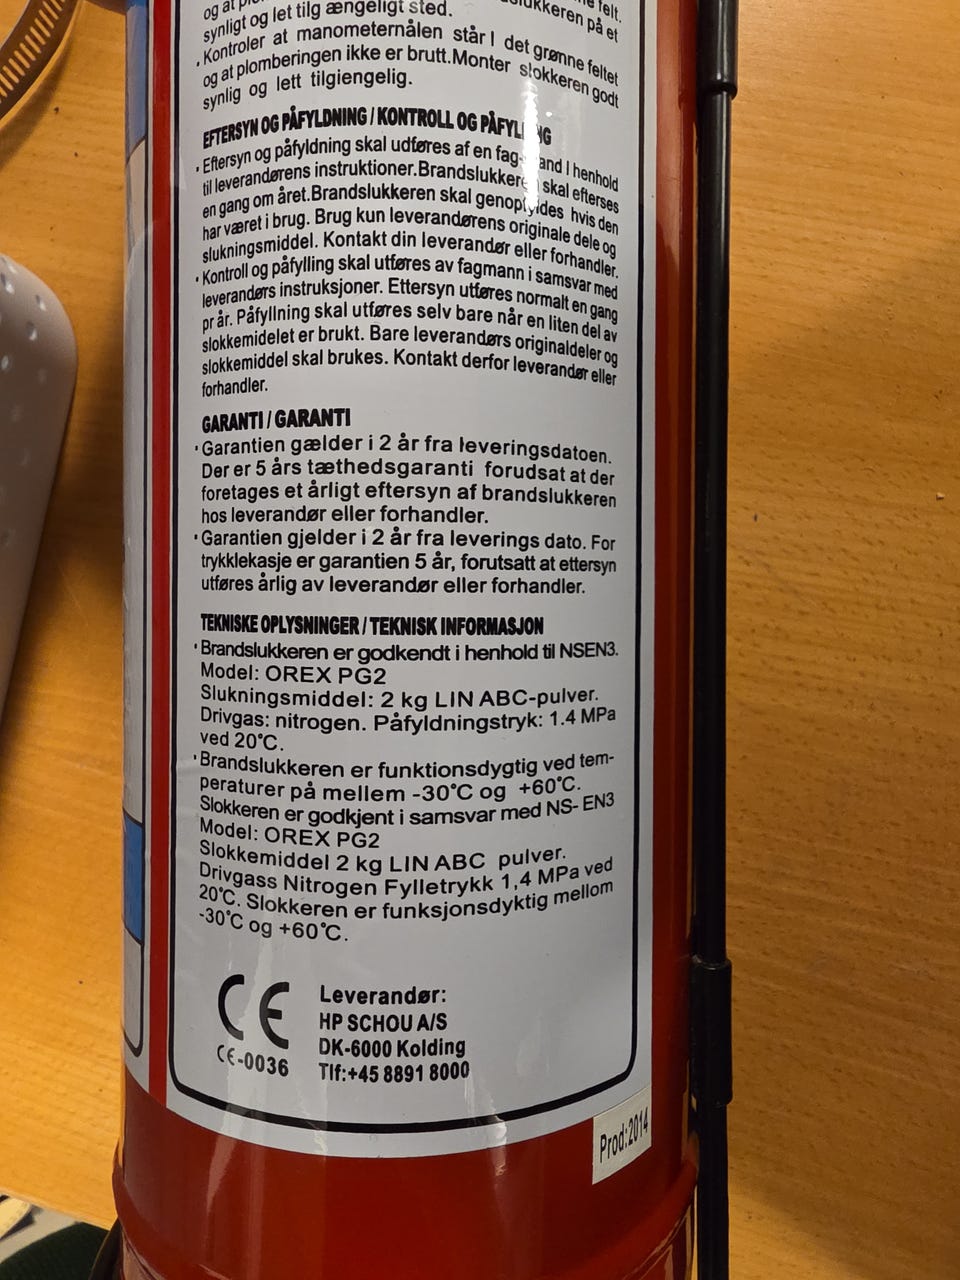 synligt og let tilg ængeligt sted.
slukkeren på et
felt.
· Kontroler at manometernålen står I det grønne feltet
og at plomberingen ikke er brutt.Monter slokkeren godt
synlig og lett tilgiengelig.
EFTERSYN OG PÅFYLDNING / KONTROLL OG PÅFYL NG
· Eftersyn og påfyldning skal udføres af en fag- and I henhold
til leverandørens instruktioner.Brandslukkere skal efterses
en gang om året.Brandslukkeren skal genopfyldes hvis den
har været i brug. Brug kun leverandørens originale dele og
slukningsmiddel. Kontakt din leverandør eller forhandler.
· Kontroll og påfylling skal utføres av fagmann i samsvar med
leverandørs instruksjoner. Ettersyn utføres normalt en gang
pr år. Påfyllning skal utføres selv bare når en liten del av
slokkemidelet er brukt. Bare leverandørs originaldeler og
slokkemiddel skal brukes. Kontakt derfor leverandør eller
forhandler.
GARANTI / GARANTI
· Garantien gælder i 2 år fra leveringsdatoen.
Der er 5 års tæthedsgaranti forudsat at der
foretages et årligt eftersyn af brandslukkeren
hos leverandør eller forhandler.
· Garantien gjelder i 2 år fra leverings dato. For
trykklekasje er garantien 5 år, forutsatt at ettersyn
utføres årlig av leverandør eller forhandler.
TEKNISKE OPLYSNINGER / TEKNISK INFORMASJON
· Brandslukkeren er godkendt i henhold til NSEN3.
Model: OREX PG2
Slukningsmiddel: 2 kg LIN ABC-pulver.
Drivgas: nitrogen. Påfyldningstryk: 1.4 MPa
ved 20°C.
· Brandslukkeren er funktionsdygtig ved tem-
peraturer på mellem -30°C og +60°C.
Slokkeren er godkjent i samsvar med NS- EN3
Model: OREX PG2
Slokkemiddel 2 kg LIN ABC pulver.
Drivgass Nitrogen Fylletrykk 1,4 MPa ved
20°C. Slokkeren er funksjonsdyktig mellom
-30°C og +60°C.
CE
CE-0036
Leverandør:
HP SCHOU A/S
DK-6000 Kolding
Tlf:+45 8891 8000
Prod:2014